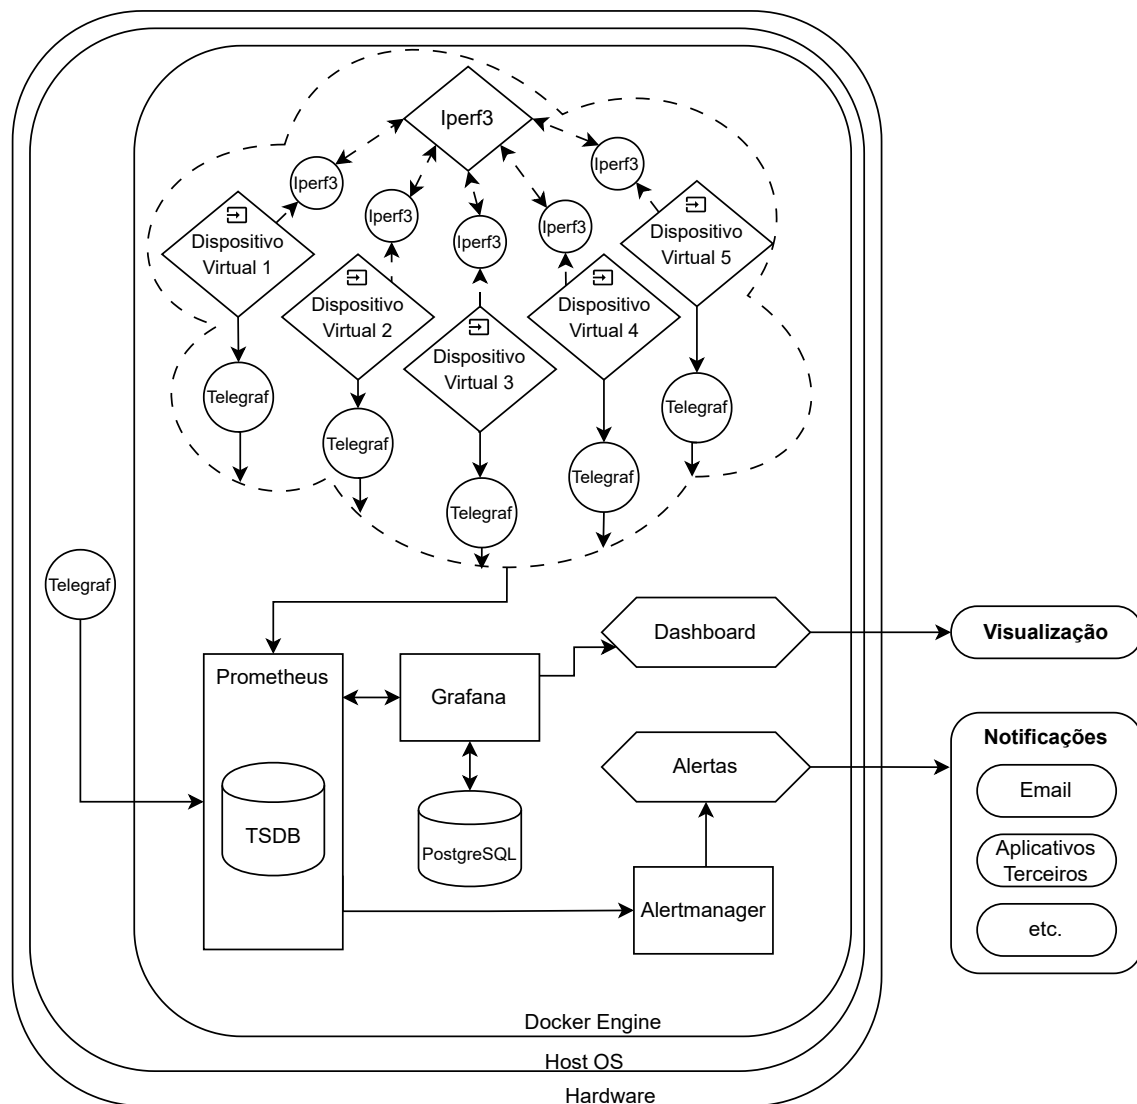 Iperf3
Iperf3
Iperf3
Iperf3
Iperf3
Iperf3
Dispositivo
Virtual 1
Dispositivo
Virtual 2
Dispositivo
Virtual 3
Dispositivo
Virtual 4
Dispositivo
Virtual 5
Telegraf
Telegraf
Telegraf
Telegraf
Telegraf
Telegraf
Prometheus
TSDB
Grafana
PostgreSQL
Dashboard
Visualização
Alertas
Alertmanager
Notificações
Email
Aplicativos
Terceiros
etc.
Docker Engine
Host OS
Hardware